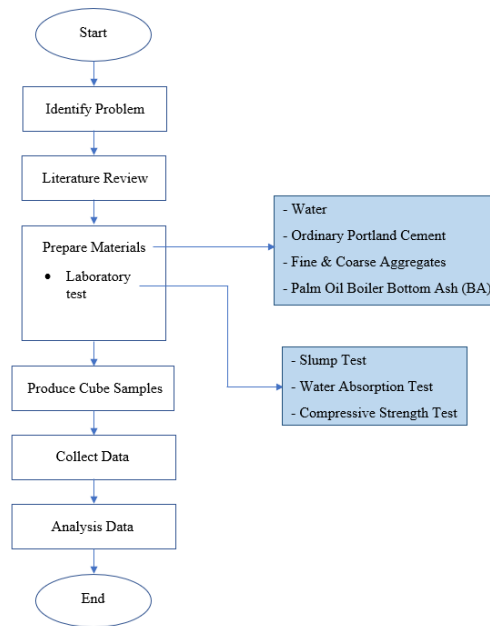 Start
Identify Problem
Literature Review
Prepare Materials
• Laboratory
test
- Water
- Ordinary Portland Cement
- Fine & Coarse Aggregates
- Palm Oil Boiler Bottom Ash (BA)
- Slump Test
- Water Absorption Test
- Compressive Strength Test
Produce Cube Samples
Collect Data
Analysis Data
End